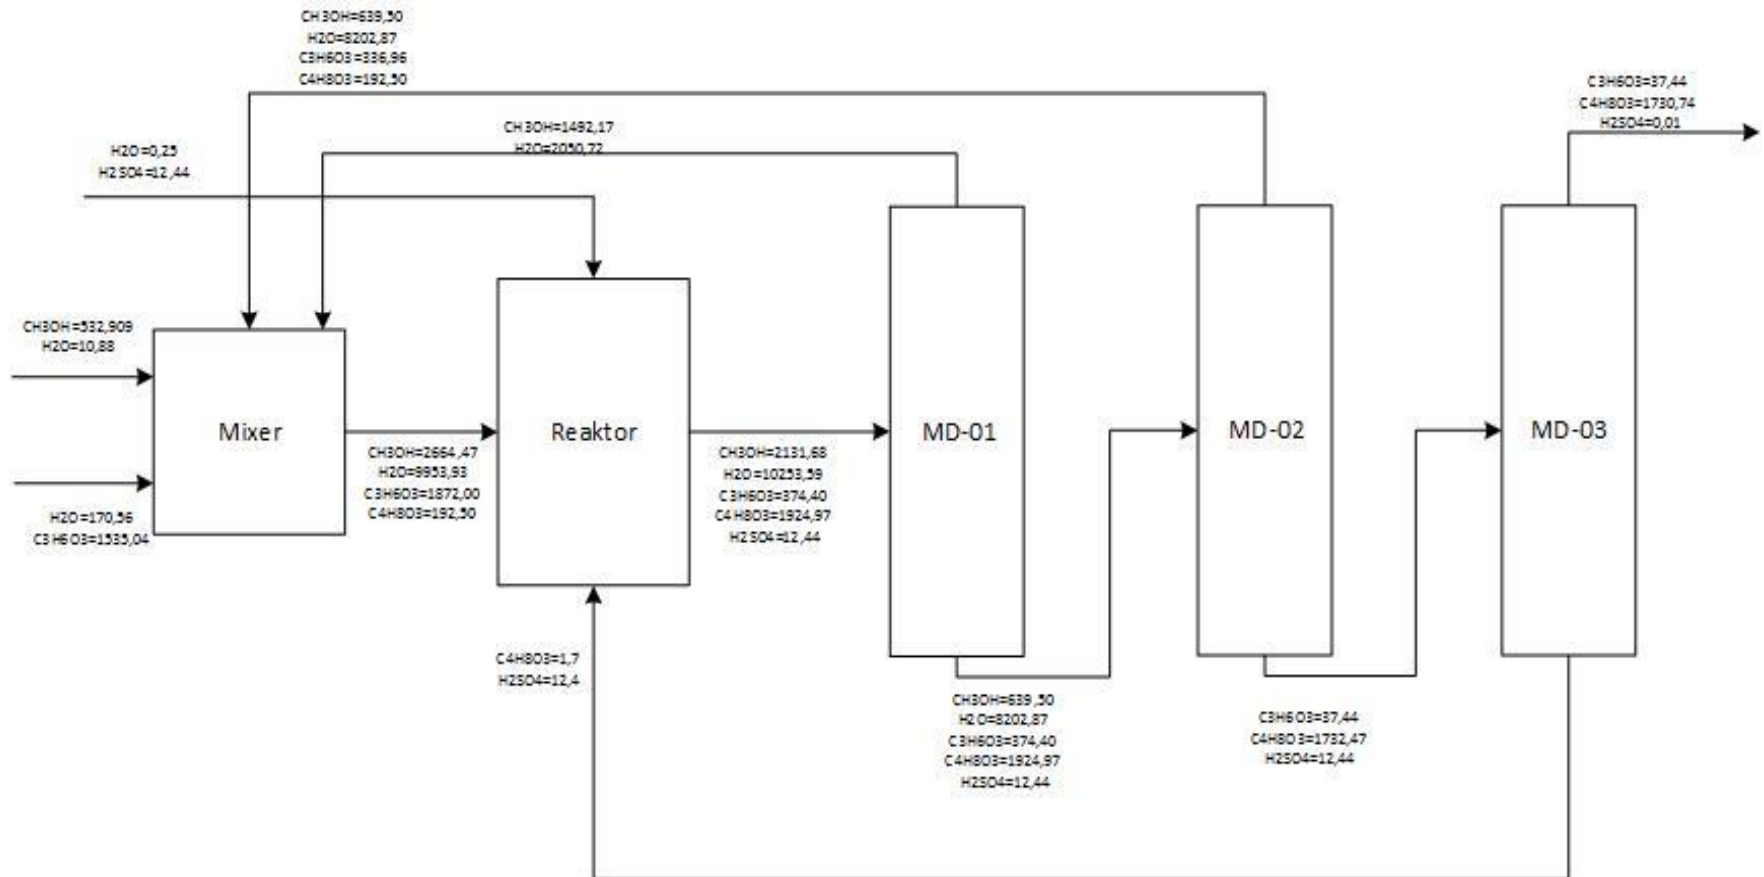 CH3OH=639,50
H2O=8202,87
C3H6O3=336,96
C4H8O3=192,50
C3H6O3=37,44
C4H8O3=1730,74
H2SO4=0,01
CH3OH=1492,17
H2O=2050,72
H2O=0,25
H2SO4=12,44
CH3OH=532,909
H2O=10,88
Mixer
Reaktor
MD-01
MD-02
MD-03
CH3OH=2664,47
H2O=9953,93
C3H6O3=1872,00
C4H8O3=192,50
CH3OH=2131,68
H2O=10253,59
C3H6O3=374,40
C4H8O3=1924,97
H2SO4=12,44
H2O=170,56
C3H6O3=1535,04
C4H8O3=1,7
H2SO4=12,4
CH3OH=639,50
H2O=8202,87
C3H6O3=374,40
C4H8O3=1924,97
H2SO4=12,44
C3H6O3=37,44
C4H8O3=1732,47
H2SO4=12,44